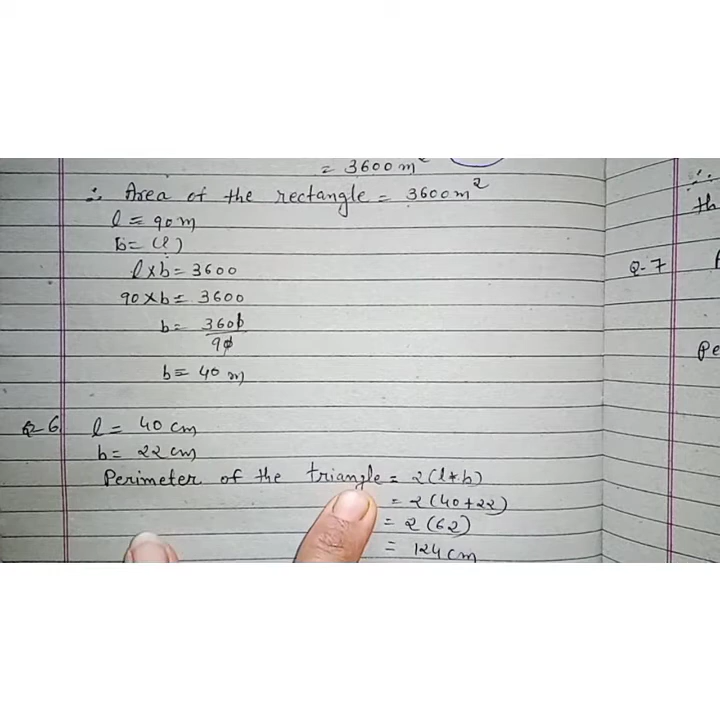 = 3600 m²
∴ Area of the rectangle = 3600 m²
l = 90 m
b = (?)
l × b = 3600
90 × b = 3600
b = 3600
90
b = 40 m
Q 6 l = 40 cm
b = 22 cm
Perimeter of the triangle = 2 (l + b)
= 2 (40 + 22)
= 2 (62)
= 124 cm
∴
th
Q-7
Pe